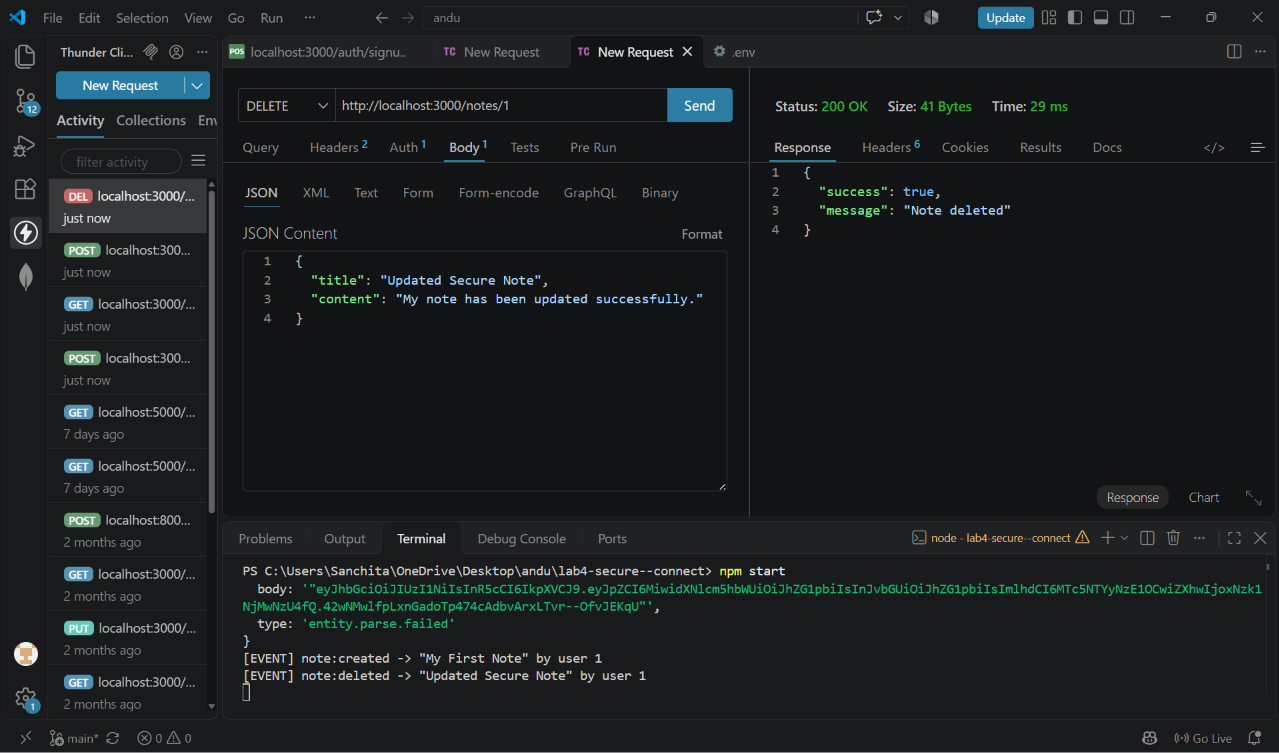 File Edit Selection View Go Run ··· andu Update
Thunder Cli... ···
New Request
Activity Collections Env
filter activity
DEL localhost:3000/...
just now
POST localhost:300...
just now
GET localhost:3000/...
just now
POST localhost:300...
just now
GET localhost:5000/...
7 days ago
GET localhost:5000/...
7 days ago
POST localhost:800...
2 months ago
GET localhost:3000/...
2 months ago
PUT localhost:3000/...
2 months ago
GET localhost:3000/...
2 months ago
12
1
POS localhost:3000/auth/signu.. TC New Request TC New Request .env
DELETE http://localhost:3000/notes/1 Send
Query Headers 2 Auth 1 Body 1 Tests Pre Run
JSON XML Text Form Form-encode GraphQL Binary
JSON Content Format
1 {
2 "title": "Updated Secure Note",
3 "content": "My note has been updated successfully."
4 }
Status: 200 OK Size: 41 Bytes Time: 29 ms
Response Headers 6 Cookies Results Docs </>
1 {
2 "success": true,
3 "message": "Note deleted"
4 }
Response Chart
Problems Output Terminal Debug Console Ports node - lab4-secure--connect
PS C:\Users\Sanchita\OneDrive\Desktop\andu\lab4-secure--connect> npm start
body: '"eyJhbGciOiJIUzI1NiIsInR5cCI6IkpXVCJ9.eyJpZCI6MiwidXNlcm5hbWUiOiJhZG1pbiIsInJvbGUiOiJhZG1pbiIsImlhdCI6MTc5NTYyNzE1OCwiZXhwIjoxNzk1
NjMwNzU4fQ.42wNMwlfpLxnGadoTp474cAdbvArxLTvr--OfvJEKqU"',
type: 'entity.parse.failed'
}
[EVENT] note:created -> "My First Note" by user 1
[EVENT] note:deleted -> "Updated Secure Note" by user 1
main* 0 0 Go Live